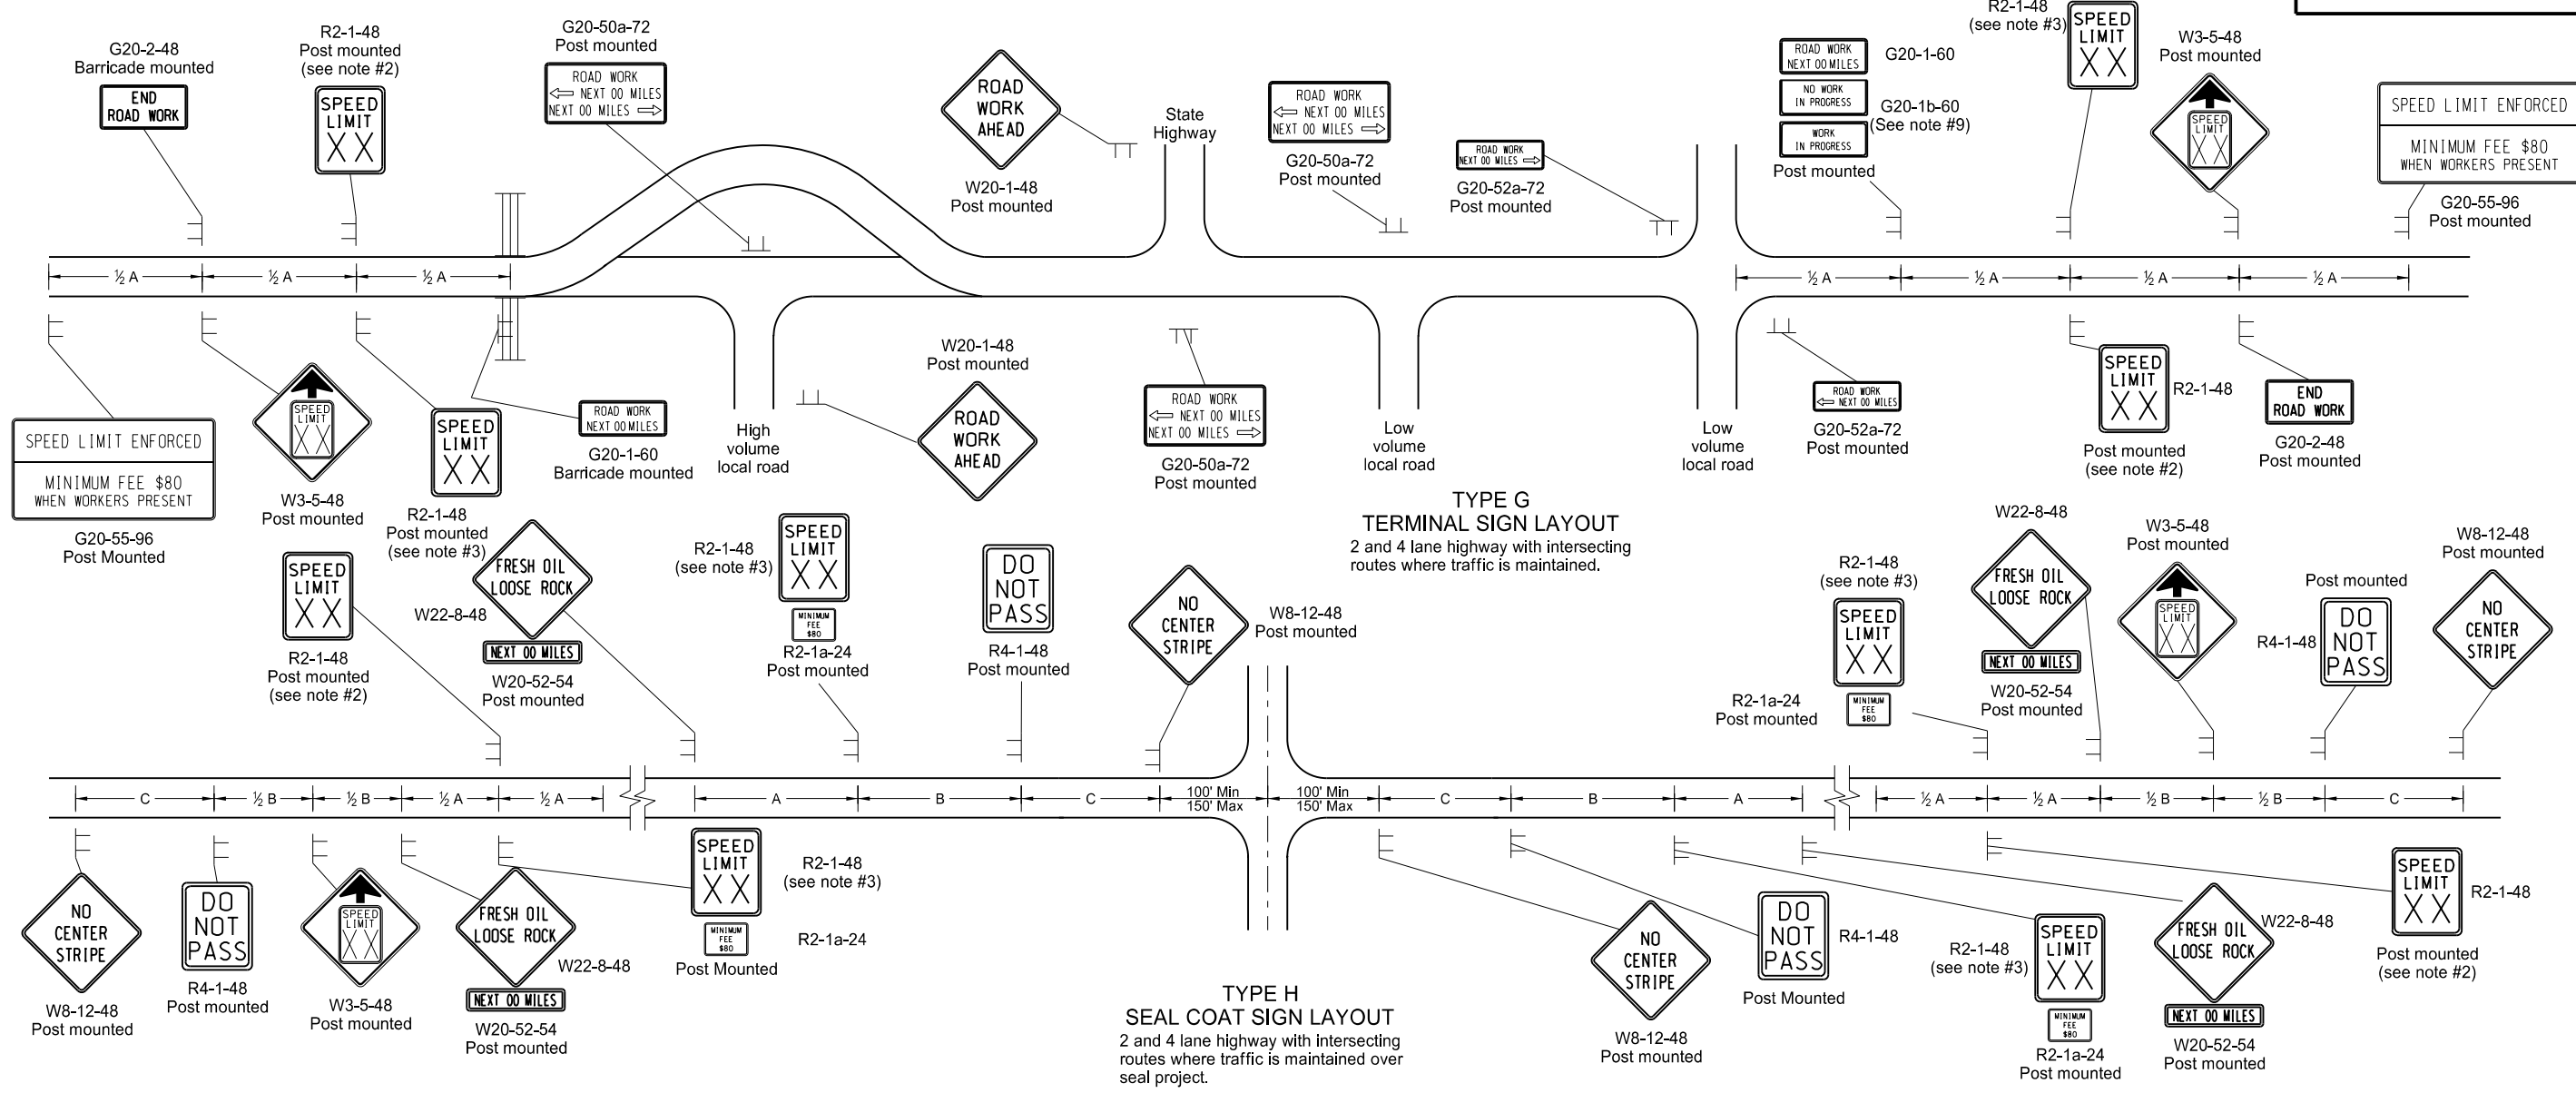 G20-2-48
Barricade mounted
END
ROAD WORK
R2-1-48
Post mounted
(see note #2)
SPEED
LIMIT
XX
G20-50a-72
Post mounted
ROAD WORK
NEXT 00 MILES
NEXT 00 MILES
ROAD
WORK
AHEAD
W20-1-48
Post mounted
State
Highway
ROAD WORK
NEXT 00 MILES
NEXT 00 MILES
G20-50a-72
Post mounted
ROAD WORK
NEXT 00 MILES
G20-52a-72
Post mounted
ROAD WORK
NEXT 00 MILES
G20-1-60
NO WORK
IN PROGRESS
G20-1b-60
(See note #9)
WORK
IN PROGRESS
Post mounted
R2-1-48
(see note #3)
SPEED
LIMIT
XX
W3-5-48
Post mounted
SPEED
LIMIT
XX
SPEED LIMIT ENFORCED
MINIMUM FEE $80
WHEN WORKERS PRESENT
G20-55-96
Post mounted
½ A
½ A
½ A
½ A
½ A
½ A
½ A
SPEED LIMIT ENFORCED
MINIMUM FEE $80
WHEN WORKERS PRESENT
G20-55-96
Post Mounted
SPEED
LIMIT
XX
W3-5-48
Post mounted
SPEED
LIMIT
XX
R2-1-48
Post mounted
(see note #3)
ROAD WORK
NEXT 00 MILES
G20-1-60
Barricade mounted
High
volume
local road
W20-1-48
Post mounted
ROAD
WORK
AHEAD
ROAD WORK
NEXT 00 MILES
NEXT 00 MILES
G20-50a-72
Post mounted
Low
volume
local road
Low
volume
local road
ROAD WORK
NEXT 00 MILES
G20-52a-72
Post mounted
SPEED
LIMIT
XX
R2-1-48
Post mounted
(see note #2)
END
ROAD WORK
G20-2-48
Post mounted
TYPE G
TERMINAL SIGN LAYOUT
2 and 4 lane highway with intersecting
routes where traffic is maintained.
SPEED
LIMIT
XX
R2-1-48
Post mounted
(see note #2)
FRESH OIL
LOOSE ROCK
W22-8-48
NEXT 00 MILES
W20-52-54
Post mounted
R2-1-48
(see note #3)
SPEED
LIMIT
XX
MINIMUM
FEE
$80
R2-1a-24
Post mounted
DO
NOT
PASS
R4-1-48
Post mounted
NO
CENTER
STRIPE
W8-12-48
Post mounted
R2-1-48
(see note #3)
SPEED
LIMIT
XX
R2-1a-24
Post mounted
MINIMUM
FEE
$80
W22-8-48
FRESH OIL
LOOSE ROCK
NEXT 00 MILES
W20-52-54
Post mounted
W3-5-48
Post mounted
SPEED
LIMIT
XX
Post mounted
R4-1-48
DO
NOT
PASS
W8-12-48
Post mounted
NO
CENTER
STRIPE
C
½ B
½ B
½ A
½ A
A
B
C
100' Min
150' Max
100' Min
150' Max
C
B
A
½ A
½ A
½ B
½ B
C
NO
CENTER
STRIPE
W8-12-48
Post mounted
DO
NOT
PASS
R4-1-48
Post mounted
SPEED
LIMIT
XX
W3-5-48
Post mounted
FRESH OIL
LOOSE ROCK
W22-8-48
NEXT 00 MILES
W20-52-54
Post mounted
SPEED
LIMIT
XX
R2-1-48
(see note #3)
MINIMUM
FEE
$80
R2-1a-24
Post Mounted
TYPE H
SEAL COAT SIGN LAYOUT
2 and 4 lane highway with intersecting
routes where traffic is maintained over
seal project.
NO
CENTER
STRIPE
W8-12-48
Post mounted
DO
NOT
PASS
R4-1-48
Post Mounted
R2-1-48
(see note #3)
SPEED
LIMIT
XX
MINIMUM
FEE
$80
R2-1a-24
Post mounted
FRESH OIL
LOOSE ROCK
W22-8-48
NEXT 00 MILES
W20-52-54
Post mounted
SPEED
LIMIT
XX
R2-1-48
Post mounted
(see note #2)